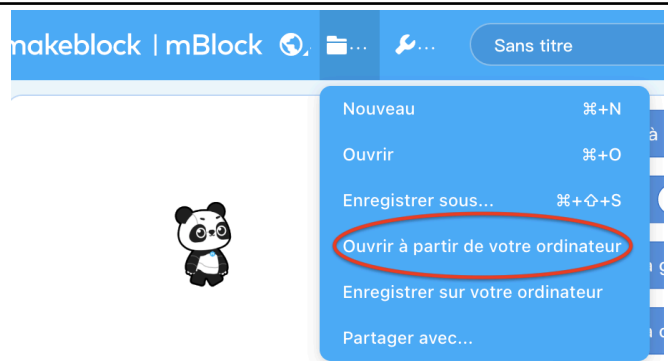 makeblock | mBlock ... ... Sans titre
Nouveau ⌘+N
Ouvrir ⌘+O
Enregistrer sous... ⌘+⇧+S
Ouvrir à partir de votre ordinateur
Enregistrer sur votre ordinateur
Partager avec...